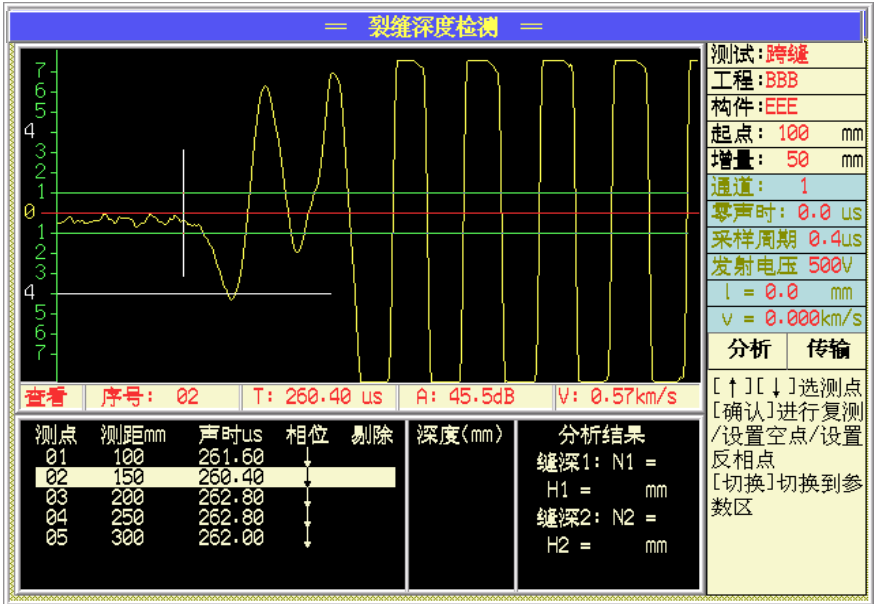 == 裂缝深度检测 ==
7
6
5
4
3
2
1
0
1
2
3
4
5
6
7
查看 序号: 02 T: 260.40 us A: 45.5dB V: 0.57km/s
测点 测距mm 声时us 相位 剔除
01 100 261.60 ↓
02 150 260.40 ↓
03 200 262.80 ↓
04 250 262.80 ↓
05 300 262.00 ↓
深度(mm)
分析结果
缝深1: N1 =
H1 = mm
缝深2: N2 =
H2 = mm
测试:跨缝
工程:BBB
构件:EEE
起点: 100 mm
增量: 50 mm
通道: 1
零声时: 0.0 us
采样周期 0.4us
发射电压 500V
l = 0.0 mm
v = 0.000km/s
分析 传输
[↑][↓]选测点
[确认]进行复测
/设置空点/设置
反相点
[切换]切换到参
数区